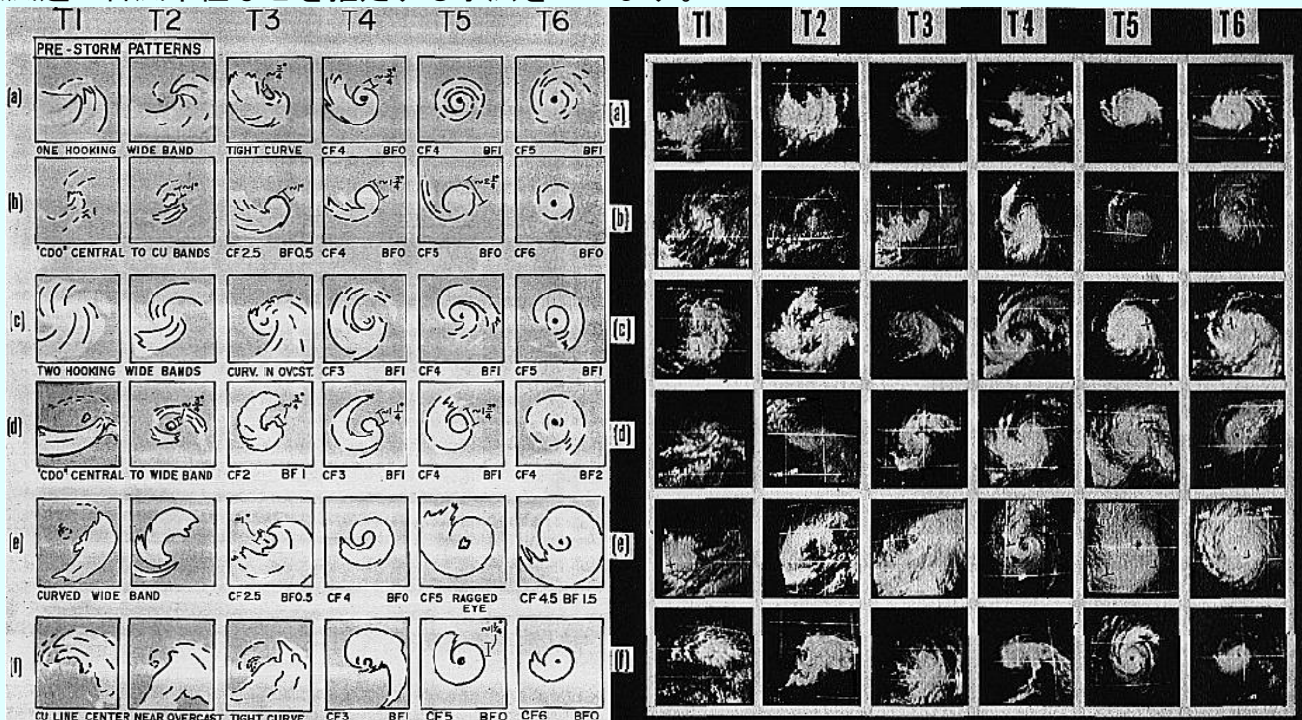 T1 T2 T3 T4 T5 T6
PRE-STORM PATTERNS
(a)
~3/4°
ONE HOOKING WIDE BAND TIGHT CURVE CF4 BF0 CF4 BF1 CF5 BF1
(b)
"CDO" CENTRAL TO CU BANDS CF2.5 BF0.5 CF4 BF0 CF5 BF0 CF6 BF0
(c)
TWO HOOKING WIDE BANDS CURV. IN OVCST. CF3 BF1 CF4 BF1 CF5 BF1
(d)
"CDO" CENTRAL TO WIDE BAND CF2 BF1 CF3 BF1 CF4 BF1 CF4 BF2
(e)
CURVED WIDE BAND CF2.5 BF0.5 CF4 BF0 CF5 RAGGED EYE CF4.5 BF1.5
(f)
CU LINE CENTER NEAR OVERCAST TIGHT CURVE CF3 BF1 CF5 BF0 CF6 BF0
T1 T2 T3 T4 T5 T6
(a)
(b)
(c)
(d)
(e)
(f)